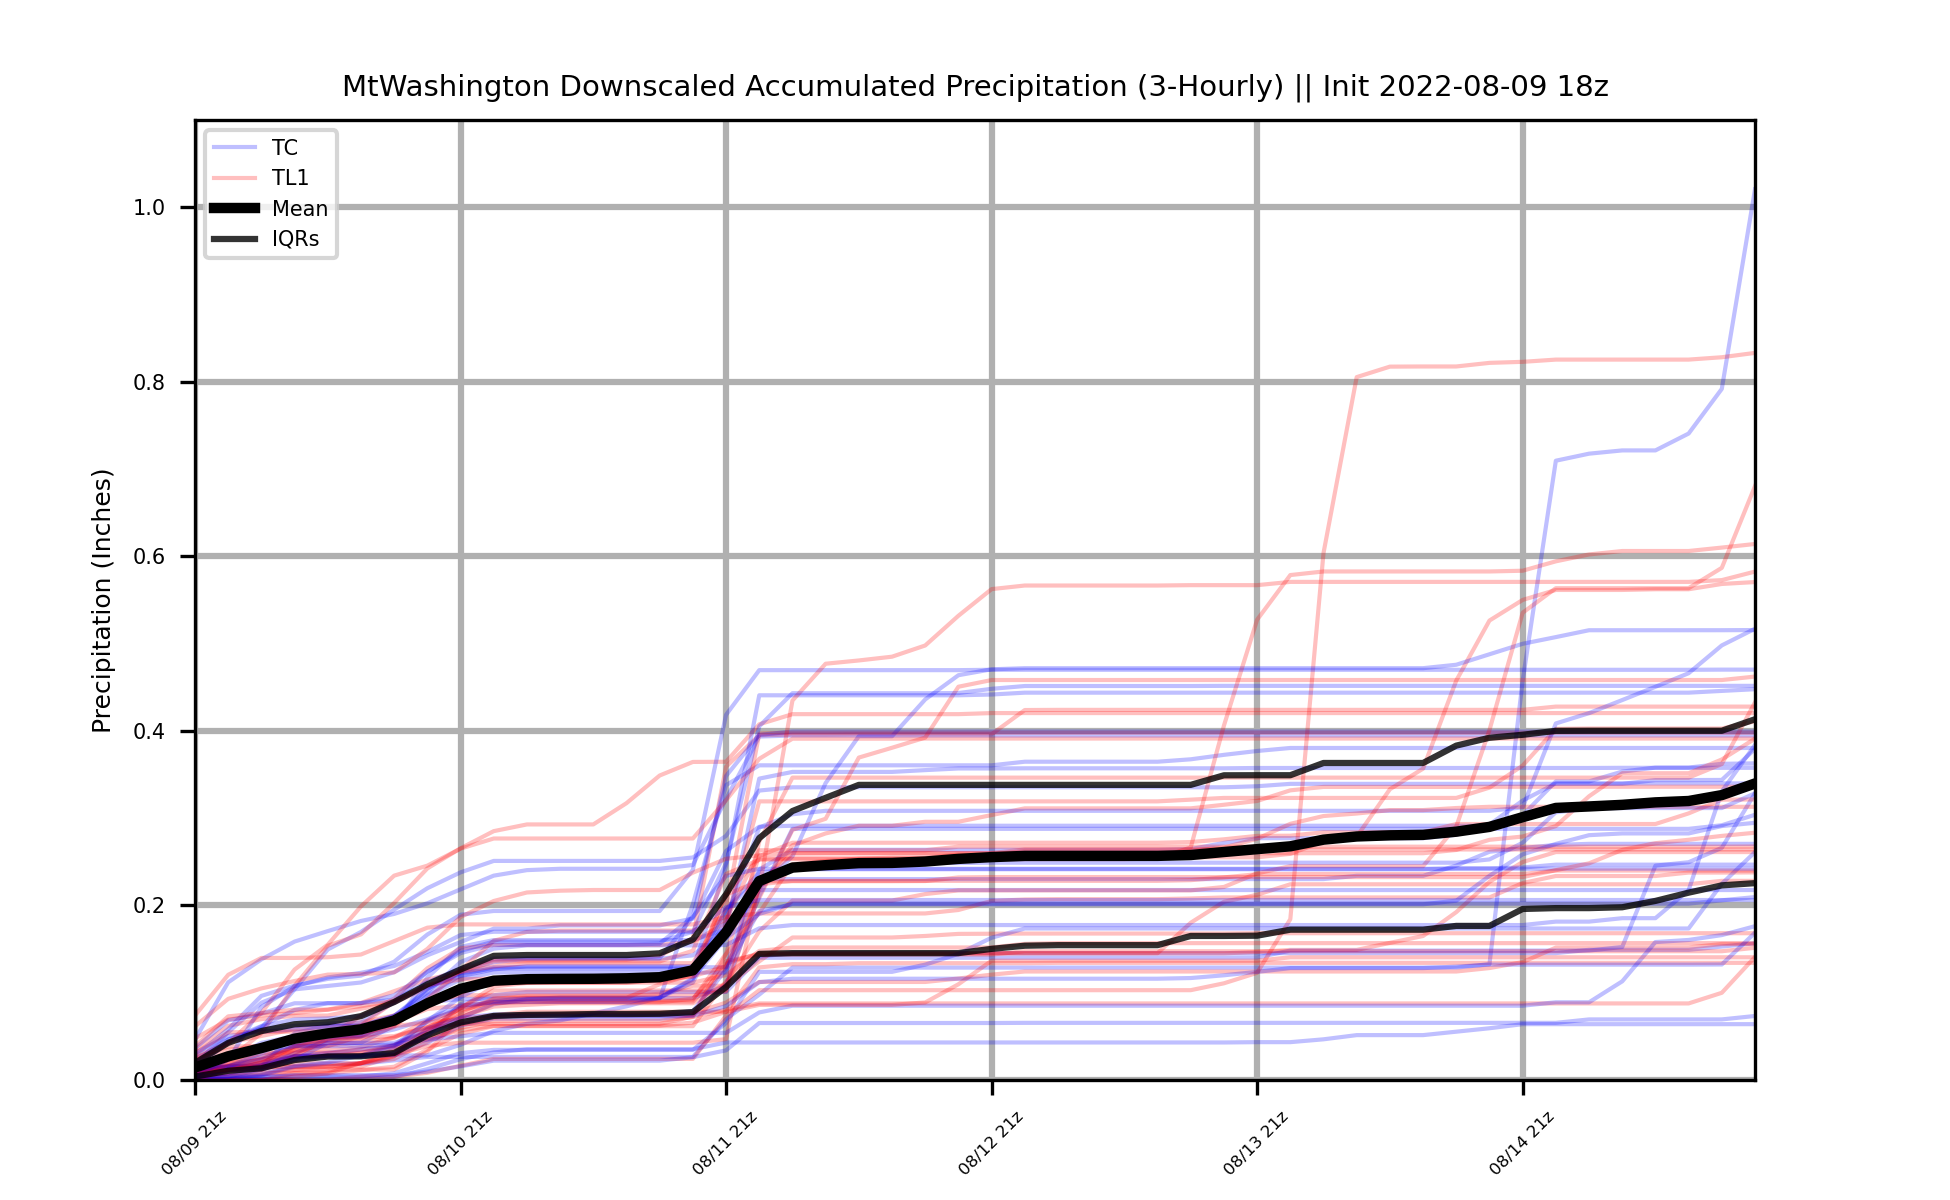 MtWashington Downscaled Accumulated Precipitation (3-Hourly) || Init 2022-08-09 18z
TC
TL1
Mean
IQRs
Precipitation (Inches)
1.0
0.8
0.6
0.4
0.2
0.0
08/09 21z
08/10 21z
08/11 21z
08/12 21z
08/13 21z
08/14 21z